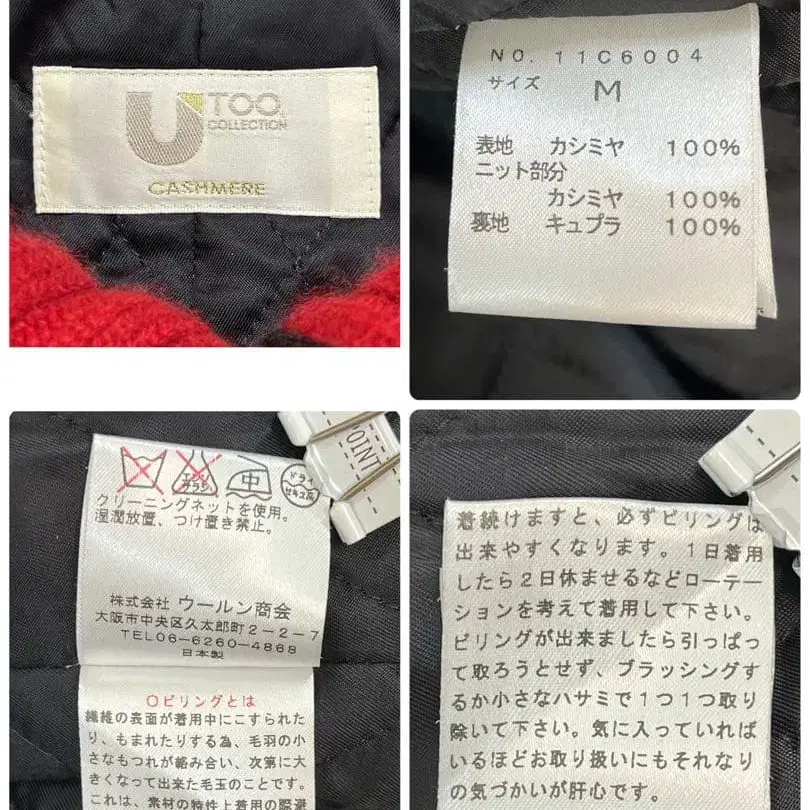 U TOO.
COLLECTION
CASHMERE
NO. 11C6004
サイズ M
表地 カシミヤ 100%
ニット部分
カシミヤ 100%
裏地 キュプラ 100%
エンソ
サラシ
中
ドライ
セキユ系
クリーニングネットを使用。
湿潤放置、つけ置き禁止。
株式会社 ウールン商会
大阪市中央区久太郎町2-2-7
TEL06-6260-4868
日本製
○ピリングとは
繊維の表面が着用中にこすられた
り、もまれたりする為、毛羽の小
さなもつれが絡み合い、次第に大
きくなって出来た毛玉のことです。
これは、素材の特性上着用の際避
OINT
着続けますと、必ずピリングは
出来やすくなります。1日着用
したら2日休ませるなどローテー
ションを考えて着用して下さい。
ピリングが出来ましたら引っぱっ
て取ろうとせず、ブラッシングす
るか小さなハサミで1つ1つ取り
除いて下さい。気に入っていれば
いるほどお取り扱いにもそれなり
の気づかいが肝心です。